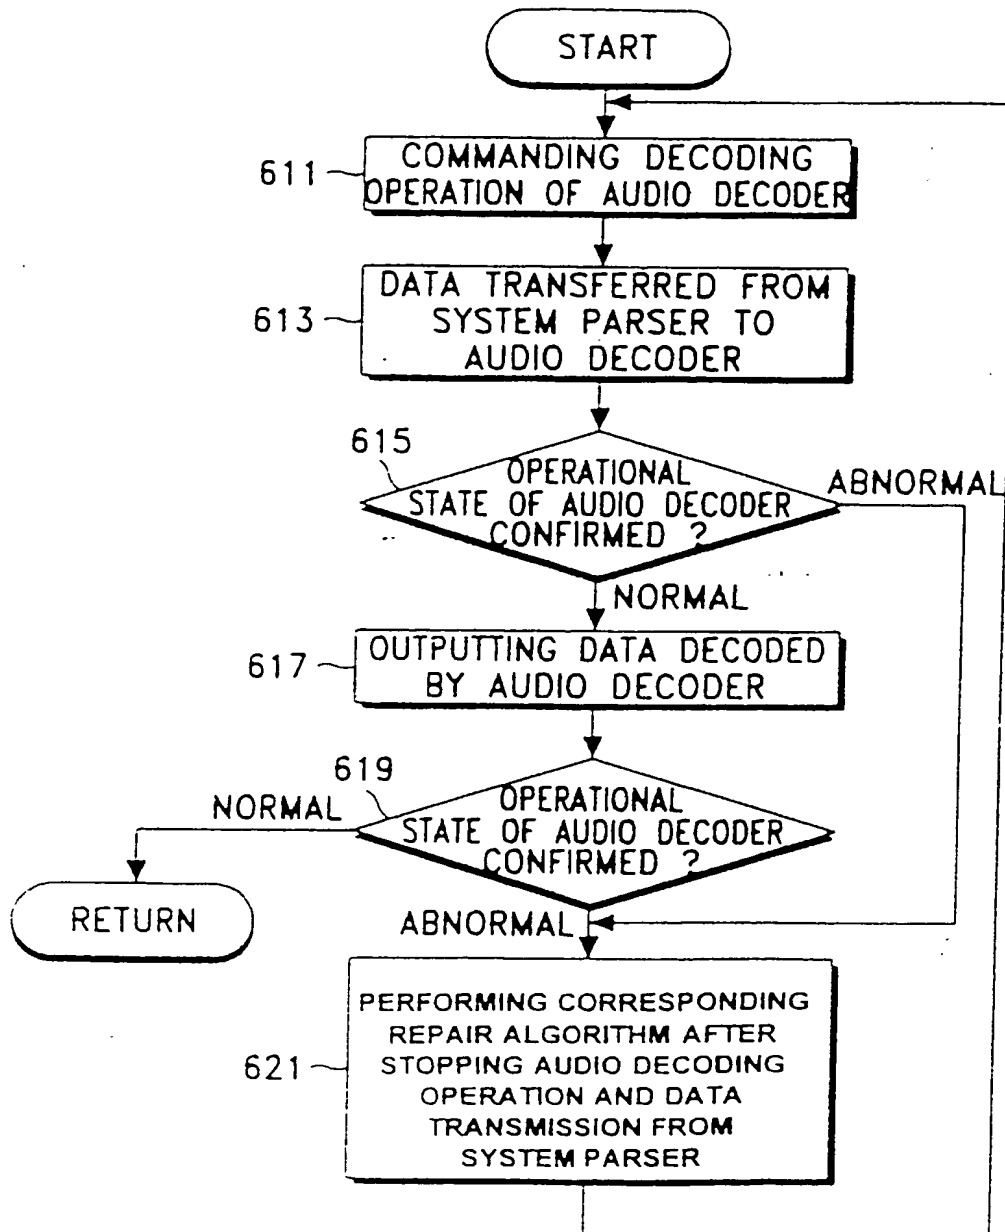 START
611
COMMANDING DECODING
OPERATION OF AUDIO DECODER
613
DATA TRANSFERRED FROM
SYSTEM PARSER TO
AUDIO DECODER
615
OPERATIONAL
STATE OF AUDIO DECODER
CONFIRMED ?
ABNORMAL
NORMAL
617
OUTPUTTING DATA DECODED
BY AUDIO DECODER
619
OPERATIONAL
STATE OF AUDIO DECODER
CONFIRMED ?
NORMAL
RETURN
ABNORMAL
621
PERFORMING CORRESPONDING
REPAIR ALGORITHM AFTER
STOPPING AUDIO DECODING
OPERATION AND DATA
TRANSMISSION FROM
SYSTEM PARSER